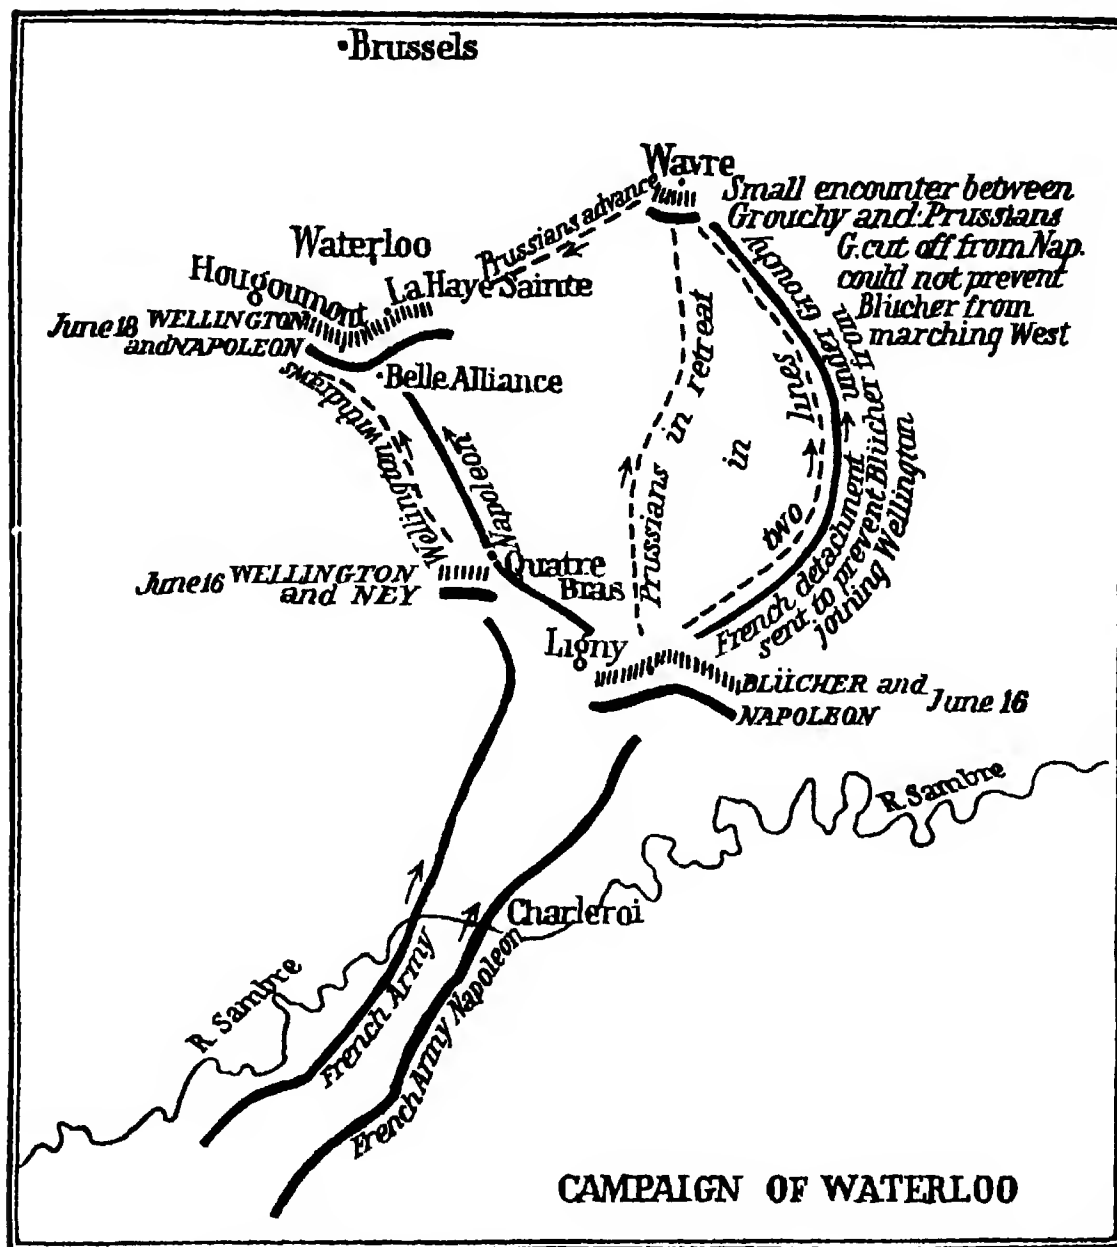 Brussels
Wavre
Small encounter between
Grouchy and Prussians
G. cut off from Nap.
could not prevent
Blücher from
marching West
Prussians advance
Waterloo
Hougoumont
La Haye Sainte
June 18 WELLINGTON
and NAPOLEON
Belle Alliance
Wellington withdraws
Napoleon
Prussians in retreat
in
two
lines
French detachment under Grouchy
sent to prevent Blücher from
joining Wellington
Quatre
Bras
June 16 WELLINGTON
and NEY
Ligny
BLÜCHER and
NAPOLEON
June 16
R. Sambre
Charleroi
R. Sambre
French Army
French Army Napoleon
CAMPAIGN OF WATERLOO